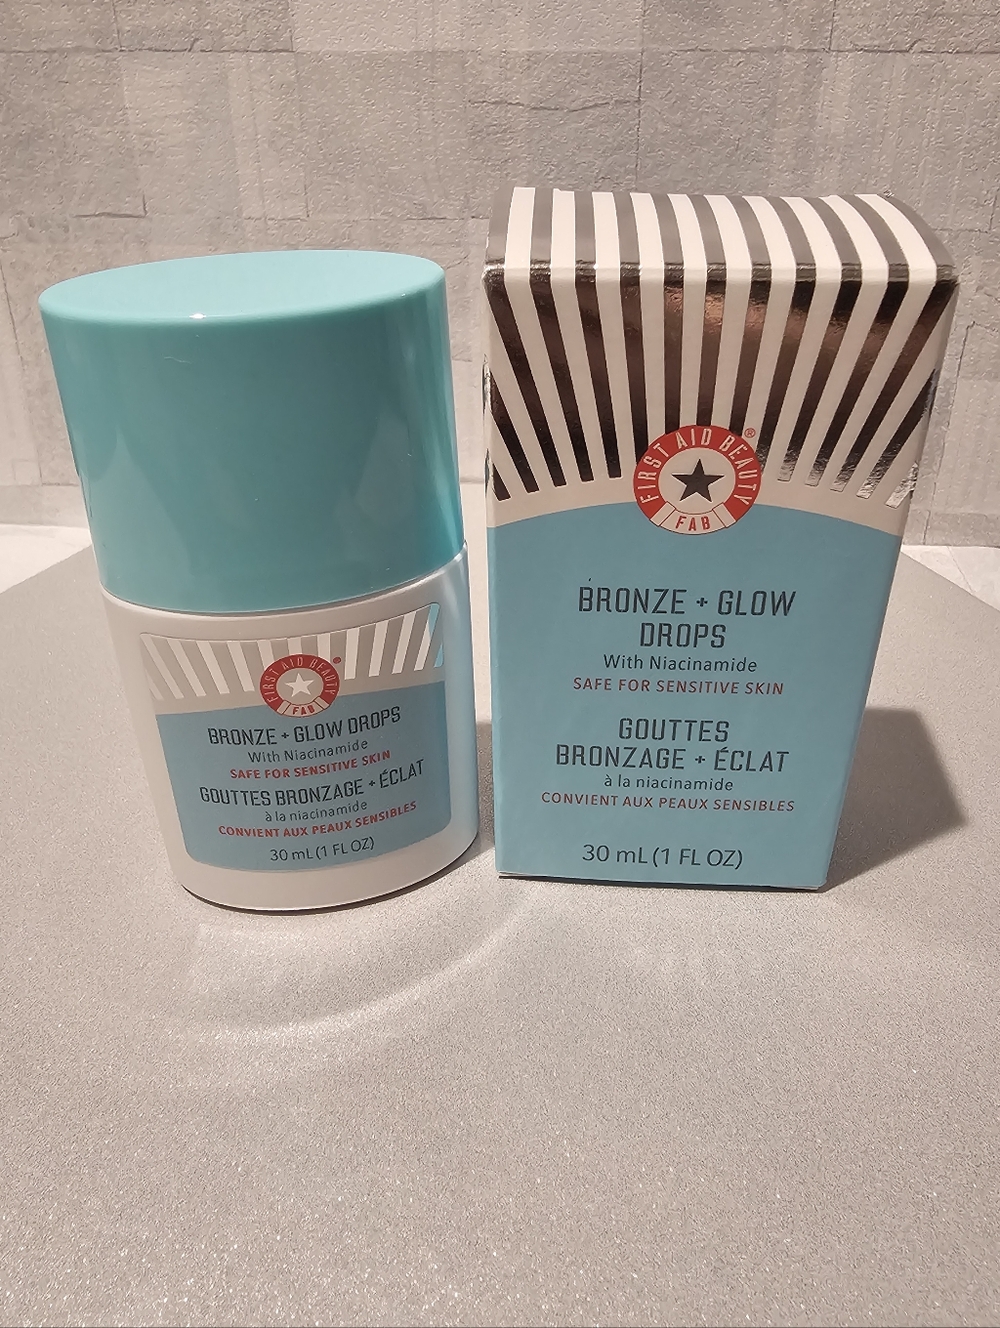 FIRST AID BEAUTY®
FAB
BRONZE + GLOW DROPS
With Niacinamide
SAFE FOR SENSITIVE SKIN
GOUTTES BRONZAGE + ÉCLAT
à la niacinamide
CONVIENT AUX PEAUX SENSIBLES
30 mL (1 FL OZ)
FIRST AID BEAUTY®
FAB
BRONZE + GLOW
DROPS
With Niacinamide
SAFE FOR SENSITIVE SKIN
GOUTTES
BRONZAGE + ÉCLAT
à la niacinamide
CONVIENT AUX PEAUX SENSIBLES
30 mL (1 FL OZ)